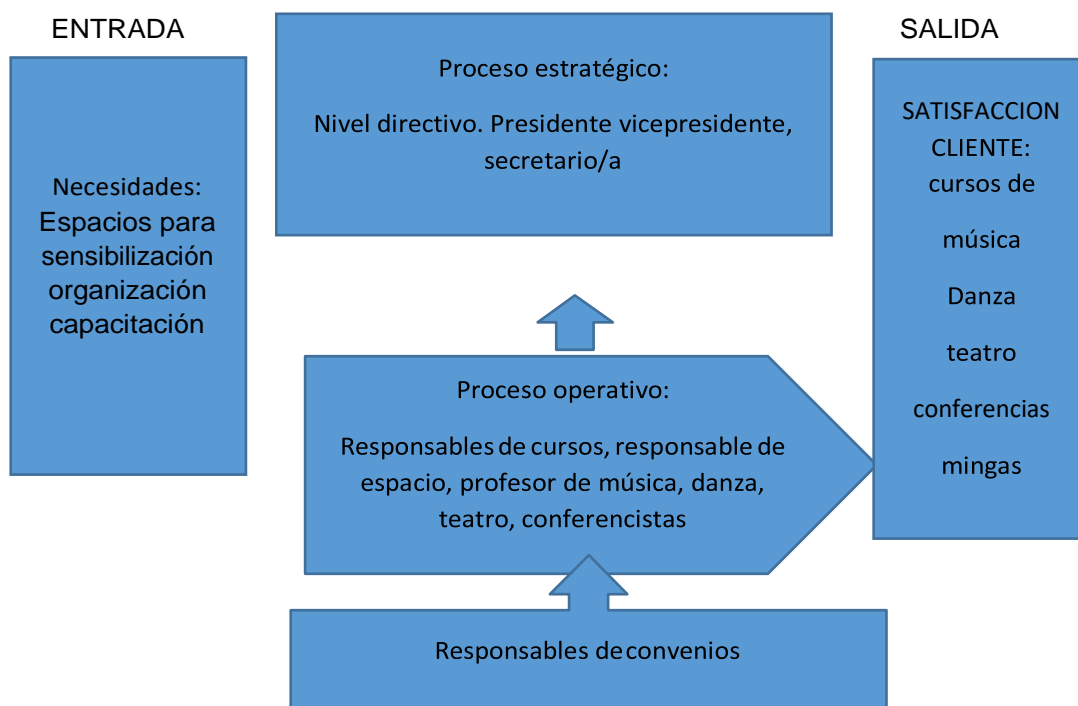 ENTRADA
Necesidades:
Espacios para
sensibilización
organización
capacitación
Proceso estratégico:
Nivel directivo. Presidente vicepresidente,
secretario/a
Proceso operativo:
Responsables de cursos, responsable de
espacio, profesor de música, danza,
teatro, conferencistas
Responsables de convenios
SALIDA
SATISFACCION
CLIENTE:
cursos de
música
Danza
teatro
conferencias
mingas